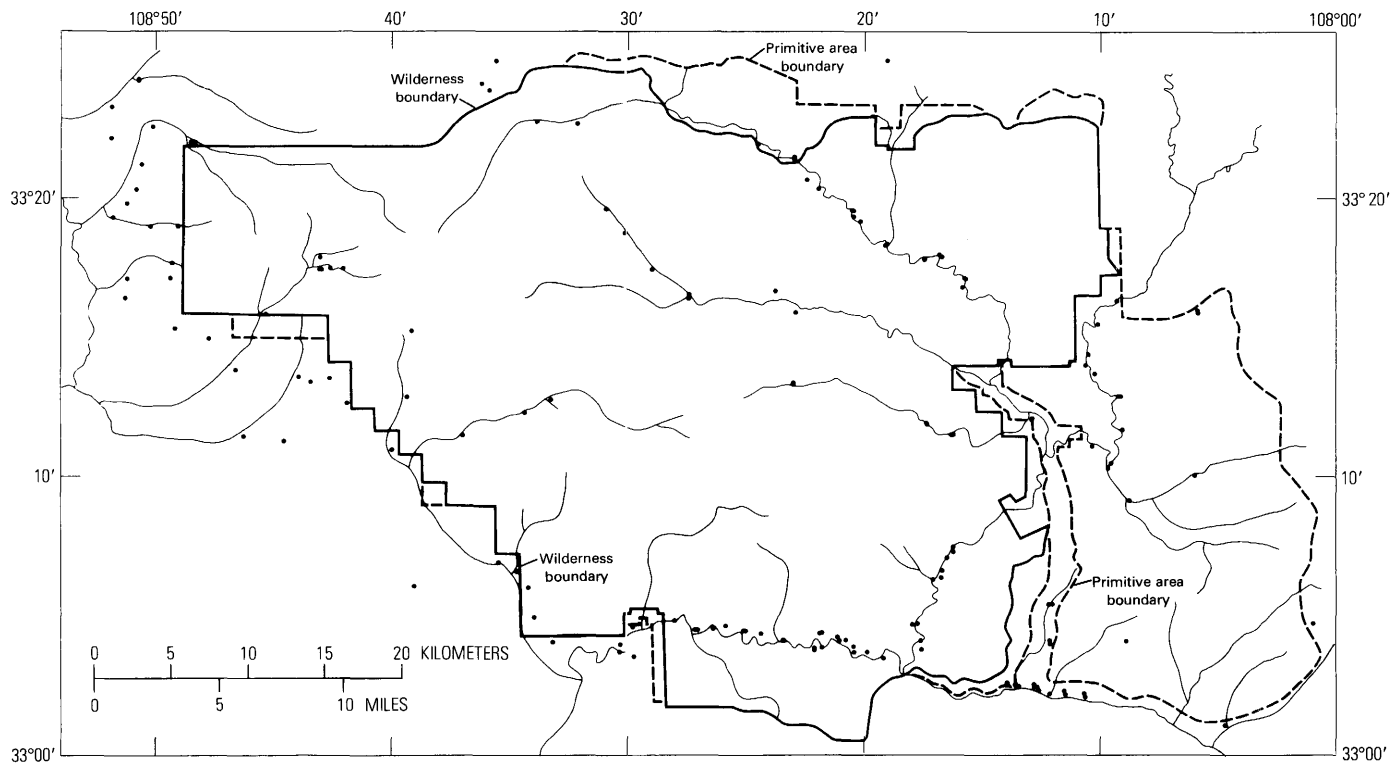 108°50′ 40′ 30′ 20′ 10′ 108°00′
Primitive area
boundary
Wilderness
boundary
33°20′ 33°20′
10′ 10′
Wilderness
boundary
Primitive area
boundary
0 5 10 15 20 KILOMETERS
0 5 10 MILES
33°00′ 33°00′